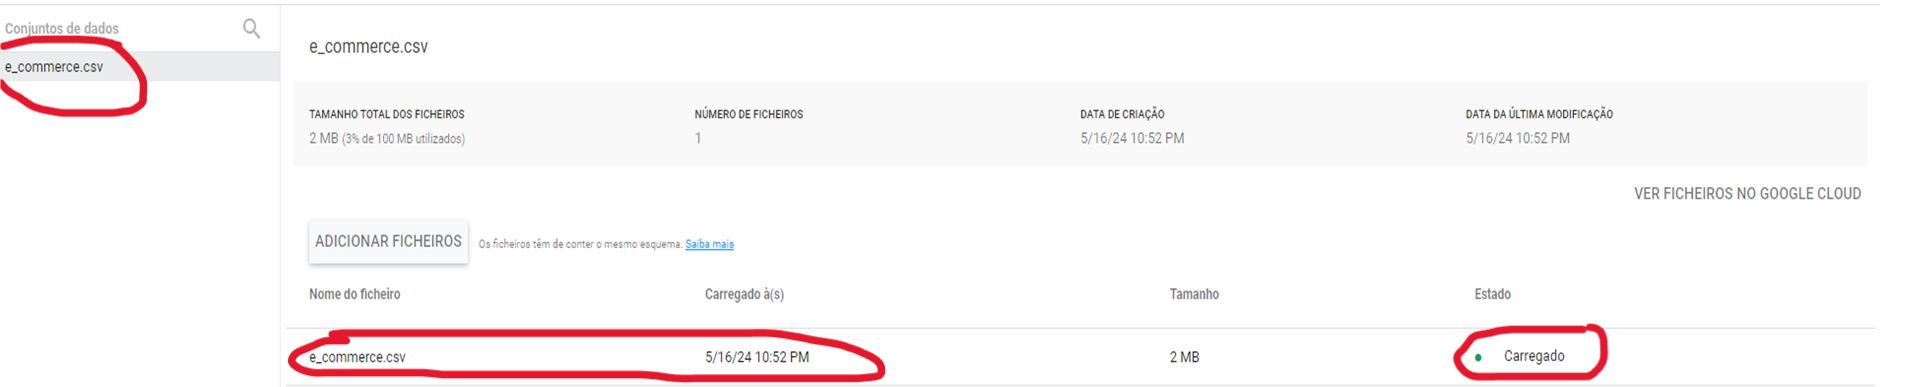 Conjuntos de dados
e_commerce.csv
e_commerce.csv
TAMANHO TOTAL DOS FICHEIROS
2 MB (3% de 100 MB utilizados)
NÚMERO DE FICHEIROS
1
DATA DE CRIAÇÃO
5/16/24 10:52 PM
DATA DA ÚLTIMA MODIFICAÇÃO
5/16/24 10:52 PM
VER FICHEIROS NO GOOGLE CLOUD
ADICIONAR FICHEIROS Os ficheiros têm de conter o mesmo esquema. Saiba mais
Nome do ficheiro Carregado à(s) Tamanho Estado
e_commerce.csv 5/16/24 10:52 PM 2 MB Carregado